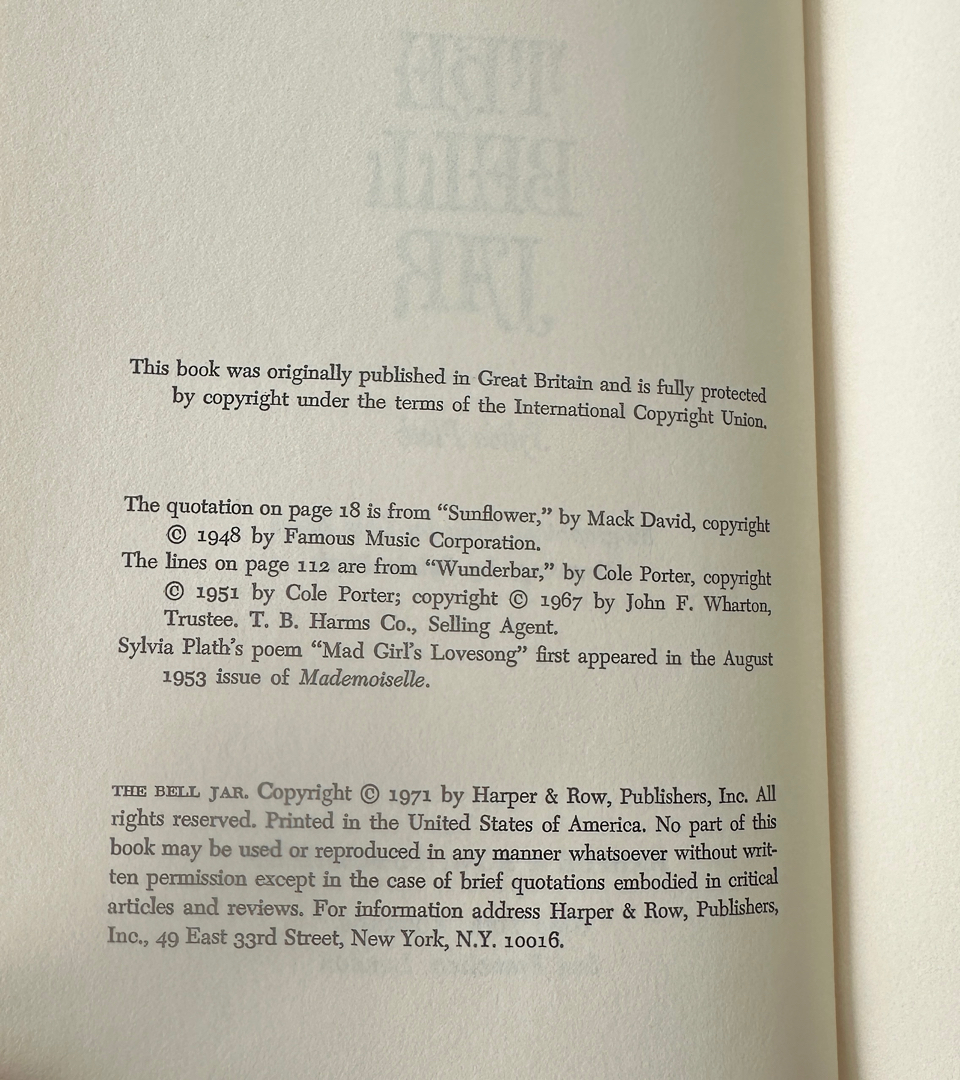 This book was originally published in Great Britain and is fully protected
by copyright under the terms of the International Copyright Union.
The quotation on page 18 is from “Sunflower,” by Mack David, copyright
© 1948 by Famous Music Corporation.
The lines on page 112 are from “Wunderbar,” by Cole Porter, copyright
© 1951 by Cole Porter; copyright © 1967 by John F. Wharton,
Trustee. T. B. Harms Co., Selling Agent.
Sylvia Plath’s poem “Mad Girl’s Lovesong” first appeared in the August
1953 issue of Mademoiselle.
THE BELL JAR. Copyright © 1971 by Harper & Row, Publishers, Inc. All
rights reserved. Printed in the United States of America. No part of this
book may be used or reproduced in any manner whatsoever without writ-
ten permission except in the case of brief quotations embodied in critical
articles and reviews. For information address Harper & Row, Publishers,
Inc., 49 East 33rd Street, New York, N.Y. 10016.